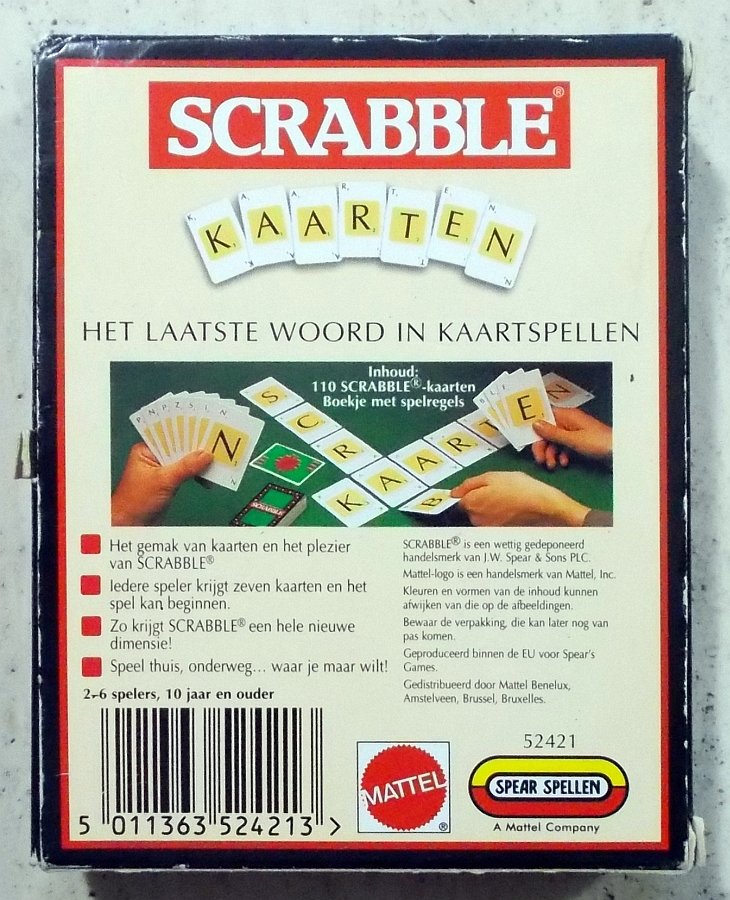 SCRABBLE®
KAARTEN
HET LAATSTE WOORD IN KAARTSPELLEN
Inhoud:
110 SCRABBLE®-kaarten
Boekje met spelregels
P N P Z S I N
N
S
C
R
KAARTEN
B
E
SCRABBLE
Het gemak van kaarten en het plezier
van SCRABBLE®
Iedere speler krijgt zeven kaarten en het
spel kan beginnen.
Zo krijgt SCRABBLE® een hele nieuwe
dimensie!
Speel thuis, onderweg... waar je maar wilt!
2-6 spelers, 10 jaar en ouder
SCRABBLE® is een wettig gedeponeerd
handelsmerk van J.W. Spear & Sons PLC.
Mattel-logo is een handelsmerk van Mattel, Inc.
Kleuren en vormen van de inhoud kunnen
afwijken van die op de afbeeldingen.
Bewaar de verpakking, die kan later nog van
pas komen.
Geproduceerd binnen de EU voor Spear's
Games.
Gedistribueerd door Mattel Benelux,
Amstelveen, Brussel, Bruxelles.
5 011363 524213 >
MATTEL®
52421
SPEAR SPELLEN
A Mattel Company